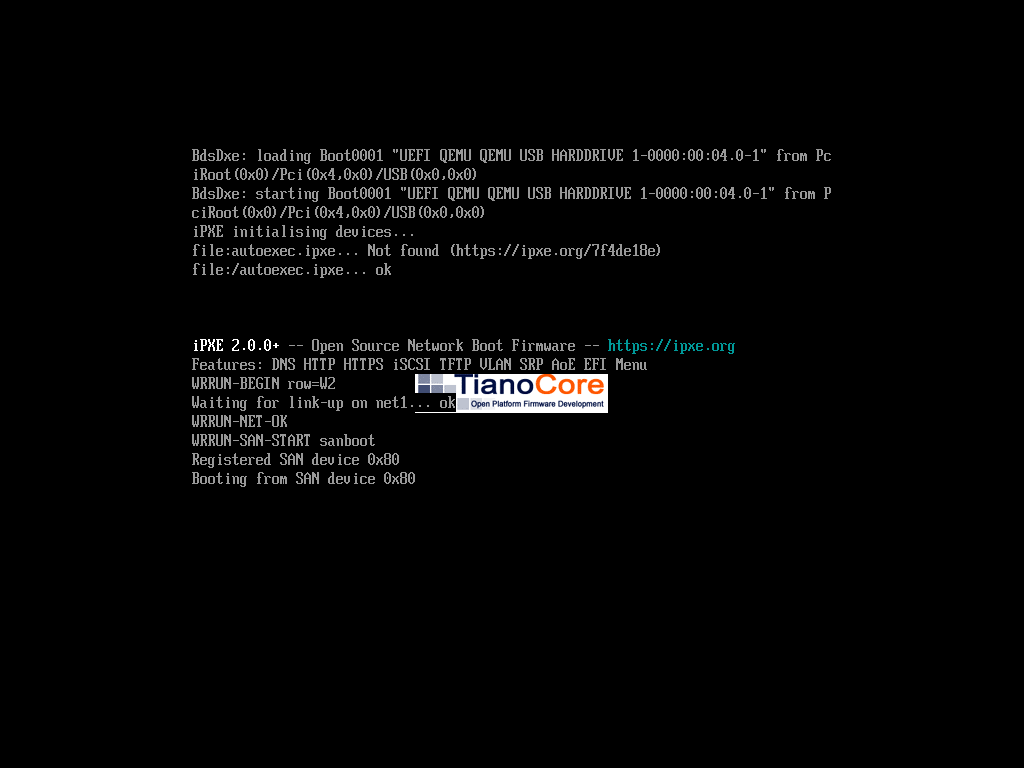 BdsDxe: loading Boot0001 "UEFI QEMU QEMU USB HARDDRIVE 1-0000:00:04.0-1" from Pc
iRoot(0x0)/Pci(0x4,0x0)/USB(0x0,0x0)
BdsDxe: starting Boot0001 "UEFI QEMU QEMU USB HARDDRIVE 1-0000:00:04.0-1" from P
ciRoot(0x0)/Pci(0x4,0x0)/USB(0x0,0x0)
iPXE initialising devices...
file:autoexec.ipxe... Not found (https://ipxe.org/7f4de18e)
file:/autoexec.ipxe... ok
iPXE 2.0.0+ -- Open Source Network Boot Firmware -- https://ipxe.org
Features: DNS HTTP HTTPS iSCSI TFTP VLAN SRP AoE EFI Menu
WRRUN-BEGIN row=W2
TianoCore
Waiting for link-up on net1... ok
Open Platform Firmware Development
WRRUN-NET-OK
WRRUN-SAN-START sanboot
Registered SAN device 0x80
Booting from SAN device 0x80